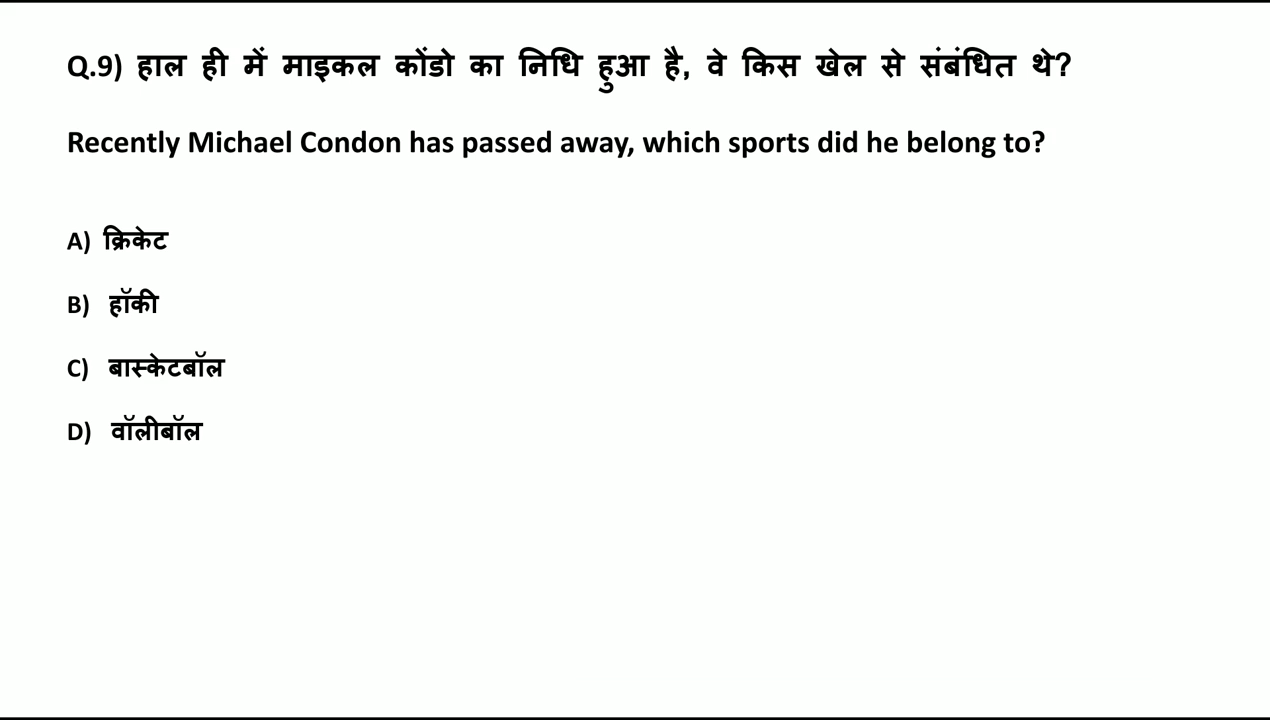 Q.9) हाल ही में माइकल कोंडो का निधि हुआ है, वे किस खेल से संबंंधित थे?
Recently Michael Condon has passed away, which sports did he belong to?
A) क्रिकेट
B) हॉकी
C) बास्केटबॉल
D) वॉलीबॉल